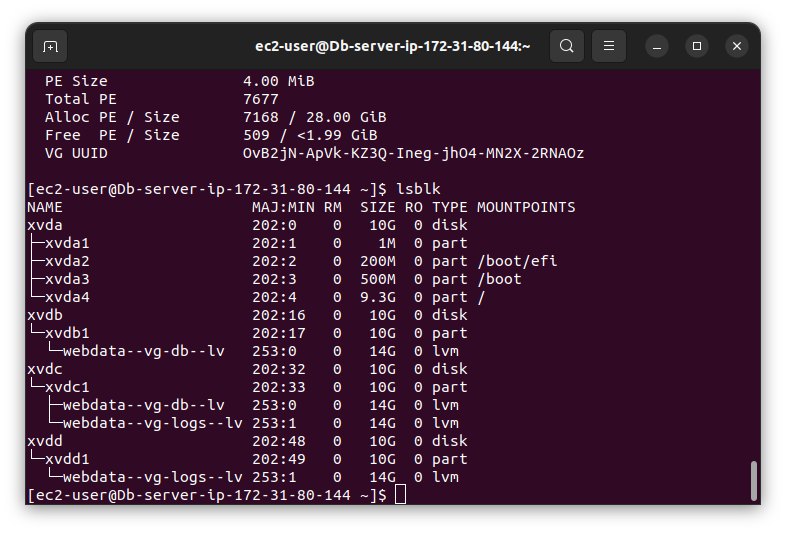 ec2-user@Db-server-ip-172-31-80-144:~
  PE Size               4.00 MiB
  Total PE              7677
  Alloc PE / Size       7168 / 28.00 GiB
  Free  PE / Size       509 / <1.99 GiB
  VG UUID               OvB2jN-ApVk-KZ3Q-Ineg-jhO4-MN2X-2RNAOz
[ec2-user@Db-server-ip-172-31-80-144 ~]$ lsblk
NAME                     MAJ:MIN RM   SIZE RO TYPE MOUNTPOINTS
xvda                     202:0    0    10G  0 disk
├─xvda1                  202:1    0     1M  0 part
├─xvda2                  202:2    0   200M  0 part /boot/efi
├─xvda3                  202:3    0   500M  0 part /boot
└─xvda4                  202:4    0   9.3G  0 part /
xvdb                     202:16   0    10G  0 disk
└─xvdb1                  202:17   0    10G  0 part
  └─webdata--vg-db--lv   253:0    0    14G  0 lvm
xvdc                     202:32   0    10G  0 disk
└─xvdc1                  202:33   0    10G  0 part
  ├─webdata--vg-db--lv   253:0    0    14G  0 lvm
  └─webdata--vg-logs--lv 253:1    0    14G  0 lvm
xvdd                     202:48   0    10G  0 disk
└─xvdd1                  202:49   0    10G  0 part
  └─webdata--vg-logs--lv 253:1    0    14G  0 lvm
[ec2-user@Db-server-ip-172-31-80-144 ~]$